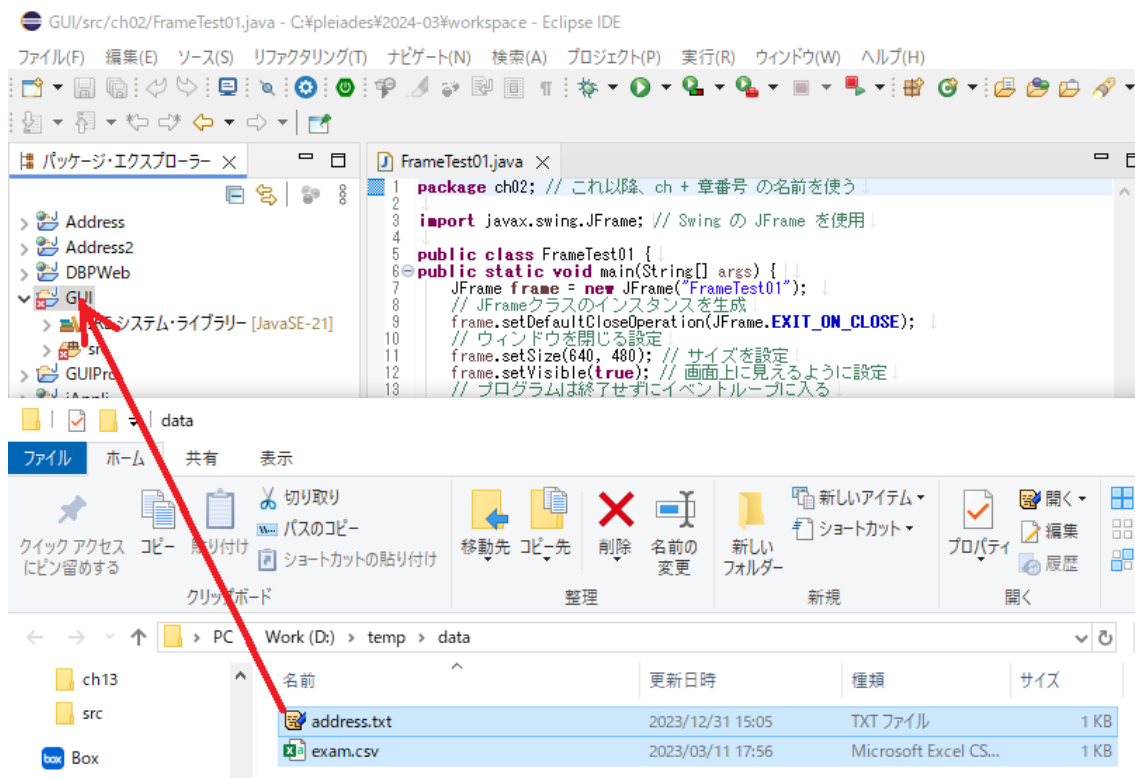 GUI/src/ch02/FrameTest01.java - C:¥pleiades¥2024-03¥workspace - Eclipse IDE
ファイル(F) 編集(E) ソース(S) リファクタリング(T) ナビゲート(N) 検索(A) プロジェクト(P) 実行(R) ウィンドウ(W) ヘルプ(H)
パッケージ・エクスプローラー
Address
Address2
DBPWeb
GUI
システム・ライブラリー [JavaSE-21]
GUIPro
FrameTest01.java
1 package ch02; // これ以降、ch + 章番号 の名前を使う↓
2 ↓
3 import javax.swing.JFrame; // Swing の JFrame を使用↓
4 ↓
5 public class FrameTest01 {↓
6 public static void main(String[] args) {↓
7 JFrame frame = new JFrame("FrameTest01"); ↓
8 // JFrameクラスのインスタンスを生成↓
9 frame.setDefaultCloseOperation(JFrame.EXIT_ON_CLOSE); ↓
10 // ウィンドウを閉じる設定↓
11 frame.setSize(640, 480); // サイズを設定↓
12 frame.setVisible(true); // 画面上に見えるように設定↓
13 // プログラムは終了せずにイベントループに入る↓
data
ファイル ホーム 共有 表示
クイック アクセスにピン留めする
コピー
貼り付け
切り取り
パスのコピー
ショートカットの貼り付け
クリップボード
移動先
コピー先
削除
名前の変更
整理
新しいフォルダー
新しいアイテム
ショートカット
新規
プロパティ
開く
編集
履歴
開く
PC Work (D:) temp data
ch13
src
Box
名前 更新日時 種類 サイズ
address.txt 2023/12/31 15:05 TXT ファイル 1 KB
exam.csv 2023/03/11 17:56 Microsoft Excel CS... 1 KB